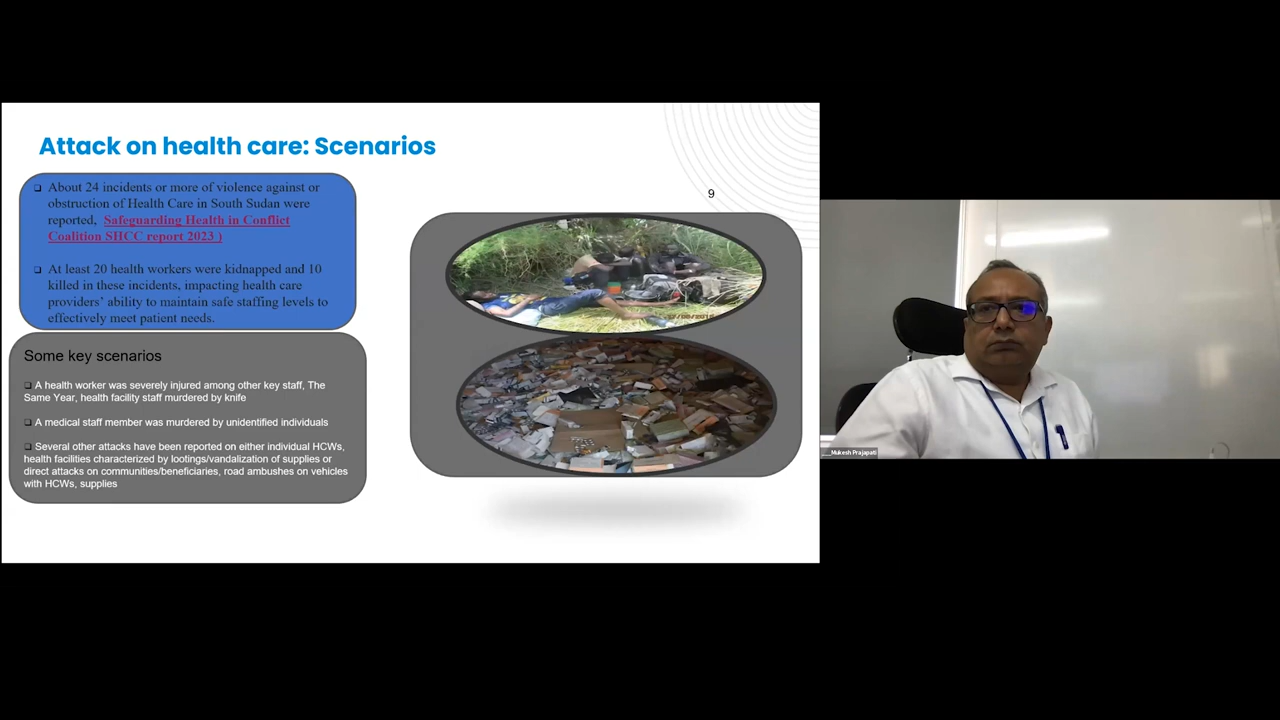 Attack on health care: Scenarios
❑ About 24 incidents or more of violence against or
obstruction of Health Care in South Sudan were
reported, Safeguarding Health in Conflict
Coalition SHCC report 2023 )
❑ At least 20 health workers were kidnapped and 10
killed in these incidents, impacting health care
providers’ ability to maintain safe staffing levels to
effectively meet patient needs.
Some key scenarios
❑ A health worker was severely injured among other key staff, The
Same Year, health facility staff murdered by knife
❑ A medical staff member was murdered by unidentified individuals
❑ Several other attacks have been reported on either individual HCWs,
health facilities characterized by lootings/vandalization of supplies or
direct attacks on communities/beneficiaries, road ambushes on vehicles
with HCWs, supplies
9
Mukesh Prajapati